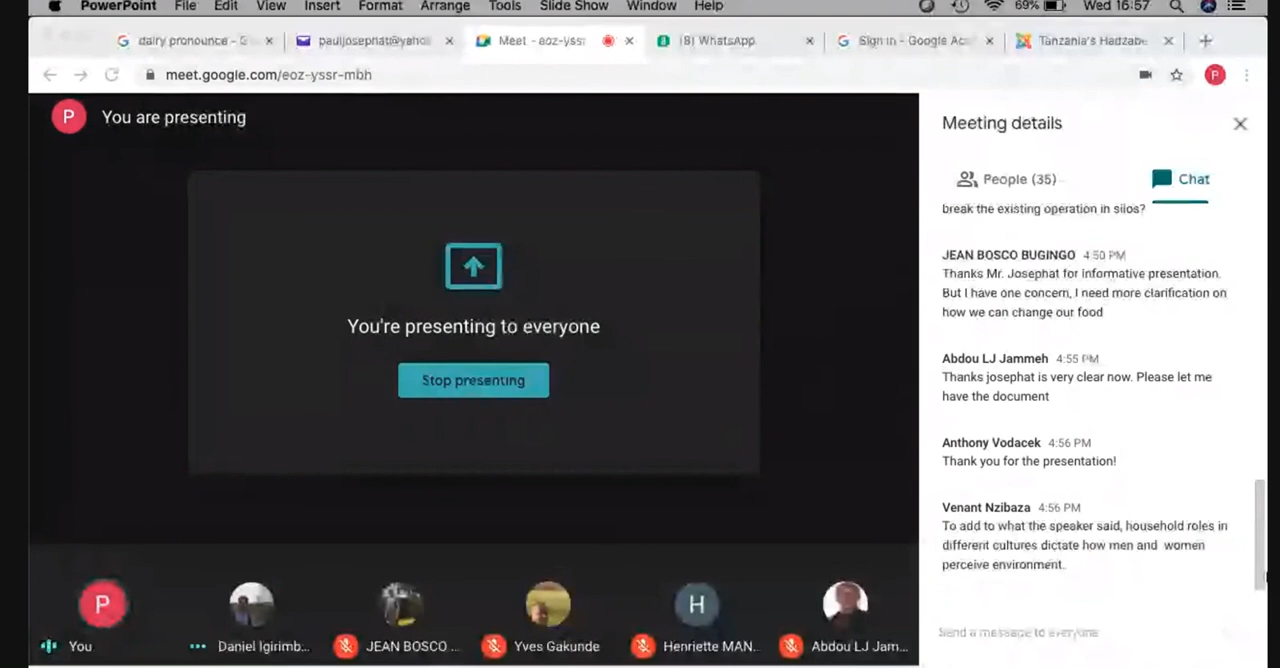 PowerPoint File Edit View Insert Format Arrange Tools Slide Show Window Help 69% Wed 16:57
dairy pronounce - G pauljosephat@yaho Meet - eoz-yssr (8) WhatsApp Sign in - Google Aca Tanzania's Hadzabe
meet.google.com/eoz-yssr-mbh P
P You are presenting
You're presenting to everyone
Stop presenting
P H
You Daniel Igirimb... JEAN BOSCO ... Yves Gakunde Henriette MAN... Abdou LJ Jam...
Meeting details
People (35) Chat
break the existing operation in silos?
JEAN BOSCO BUGINGO 4:50 PM
Thanks Mr. Josephat for informative presentation.
But I have one concern, I need more clarification on
how we can change our food
Abdou LJ Jammeh 4:55 PM
Thanks josephat is very clear now. Please let me
have the document
Anthony Vodacek 4:56 PM
Thank you for the presentation!
Venant Nzibaza 4:56 PM
To add to what the speaker said, household roles in
different cultures dictate how men and women
perceive environment.
Send a message to everyone